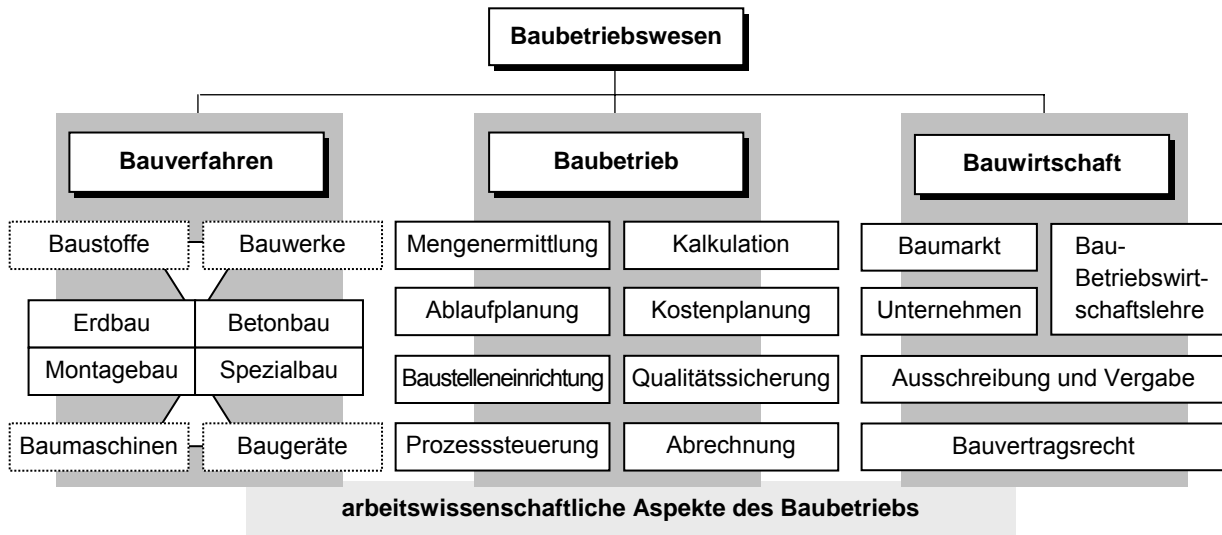 Baubetriebswesen
Bauverfahren
Baubetrieb
Bauwirtschaft
Baustoffe
Bauwerke
Erdbau
Betonbau
Montagebau
Spezialbau
Baumaschinen
Baugeräte
Mengenermittlung
Kalkulation
Ablaufplanung
Kostenplanung
Baustelleneinrichtung
Qualitätssicherung
Prozesssteuerung
Abrechnung
Baumarkt
Unternehmen
Bau-
Betriebswirt-
schaftslehre
Ausschreibung und Vergabe
Bauvertragsrecht
arbeitswissenschaftliche Aspekte des Baubetriebs